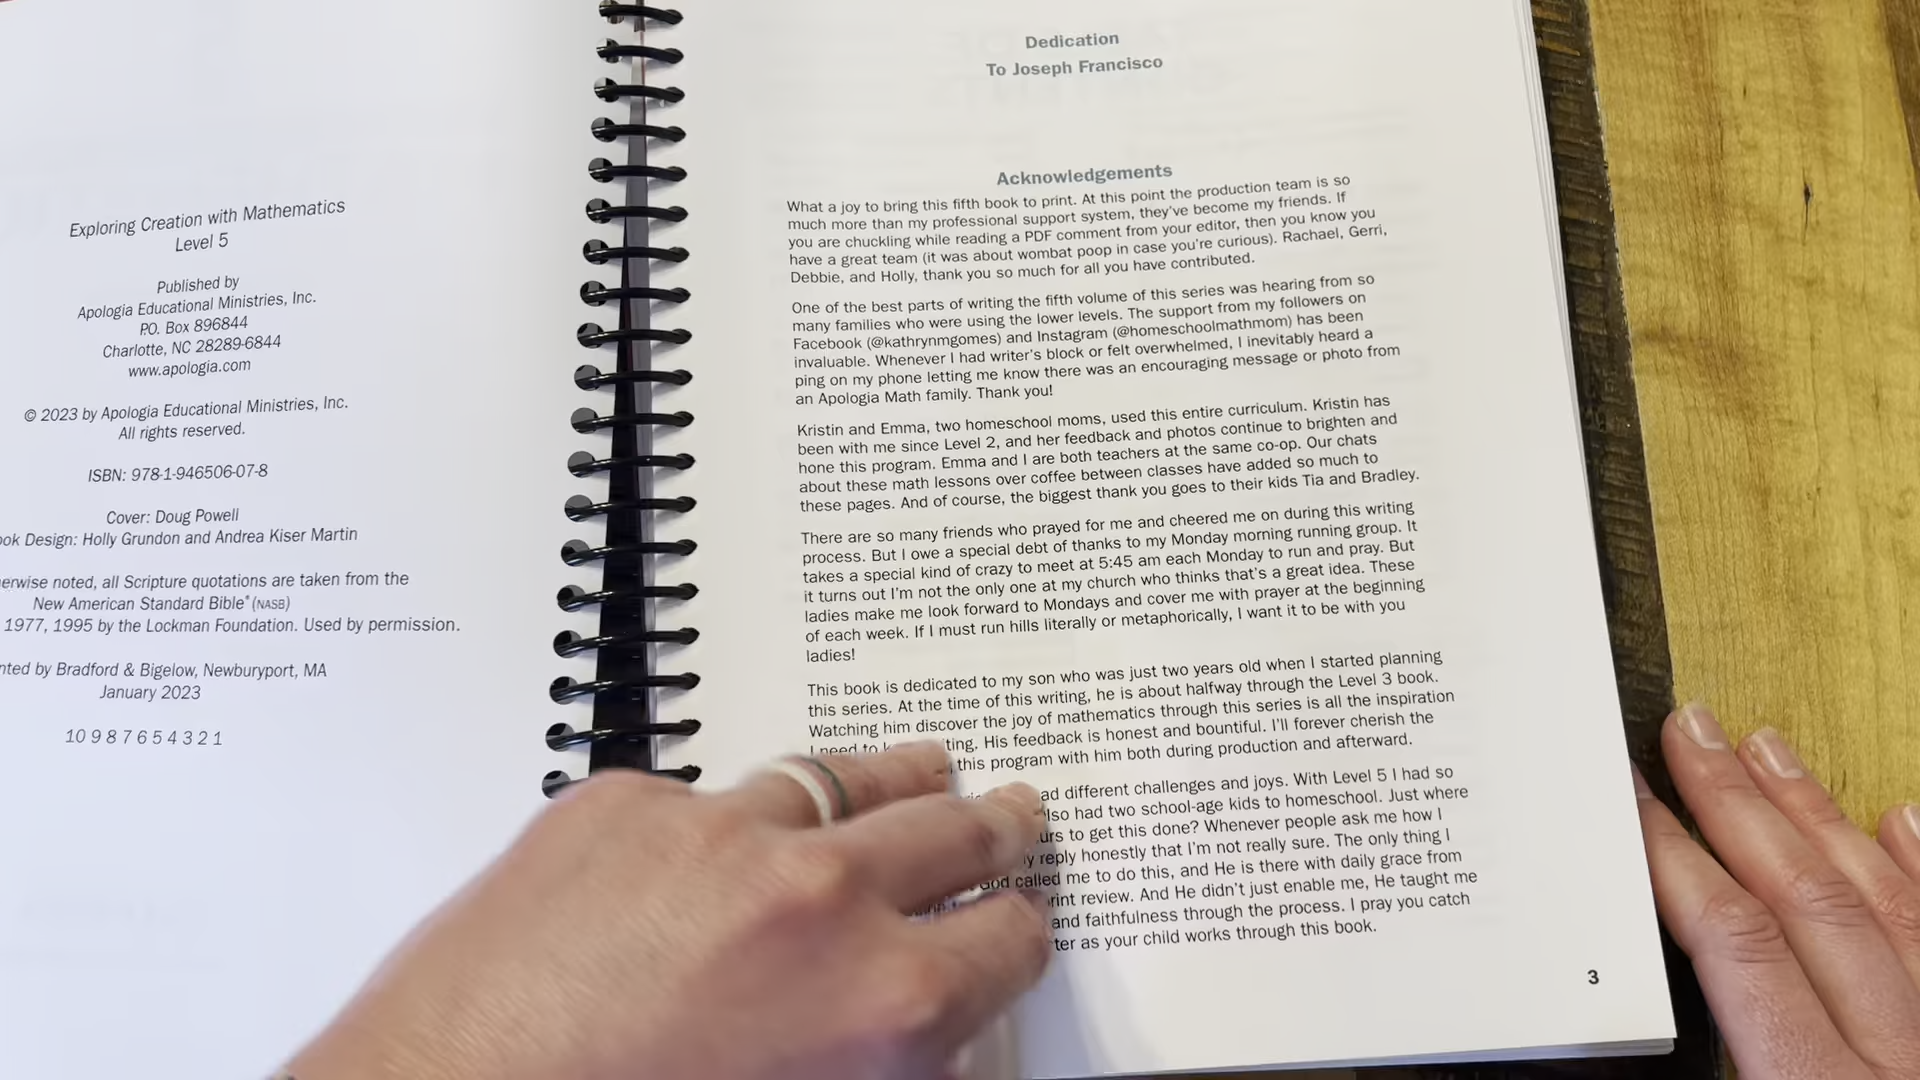 Exploring Creation with Mathematics
Level 5
Published by
Apologia Educational Ministries, Inc.
P.O. Box 896844
Charlotte, NC 28289-6844
www.apologia.com
© 2023 by Apologia Educational Ministries, Inc.
All rights reserved.
ISBN: 978-1-946506-07-8
Cover: Doug Powell
Design: Holly Grundon and Andrea Kiser Martin
all Scripture quotations are taken from the
New American Standard Bible® (NASB)
1977, 1995 by the Lockman Foundation. Used by permission.
by Bradford & Bigelow, Newburyport, MA
January 2023
10 9 8 7 6 5 4 3 2 1
Dedication
To Joseph Francisco
Acknowledgements
What a joy to bring this fifth book to print. At this point the production team is so
much more than my professional support system, they've become my friends. If
you are chuckling while reading a PDF comment from your editor, then you know you
have a great team (it was about wombat poop in case you're curious). Rachael, Gerri,
Debbie, and Holly, thank you so much for all you have contributed.
One of the best parts of writing the fifth volume of this series was hearing from so
many families who were using the lower levels. The support from my followers on
Facebook (@kathrynmgomes) and Instagram (@homeschoolmathmom) has been
invaluable. Whenever I had writer's block or felt overwhelmed, I inevitably heard a
ping on my phone letting me know there was an encouraging message or photo from
an Apologia Math family. Thank you!
Kristin and Emma, two homeschool moms, used this entire curriculum. Kristin has
been with me since Level 2, and her feedback and photos continue to brighten and
hone this program. Emma and I are both teachers at the same co-op. Our chats
about these math lessons over coffee between classes have added so much to
these pages. And of course, the biggest thank you goes to their kids Tia and Bradley.
There are so many friends who prayed for me and cheered me on during this writing
process. But I owe a special debt of thanks to my Monday morning running group. It
takes a special kind of crazy to meet at 5:45 am each Monday to run and pray. But
it turns out I'm not the only one at my church who thinks that's a great idea. These
ladies make me look forward to Mondays and cover me with prayer at the beginning
of each week. If I must run hills literally or metaphorically, I want it to be with you
ladies!
This book is dedicated to my son who was just two years old when I started planning
this series. At the time of this writing, he is about halfway through the Level 3 book.
Watching him discover the joy of mathematics through this series is all the inspiration
I need to His feedback is honest and bountiful. I'll forever cherish the
this program with him both during production and afterward.
different challenges and joys. With Level 5 I had so
had two school-age kids to homeschool. Just where
to get this done? Whenever people ask me how I
reply honestly that I'm not really sure. The only thing I
God called me to do this, and He is there with daily grace from
review. And He didn't just enable me, He taught me
and faithfulness through the process. I pray you catch
as your child works through this book.
3